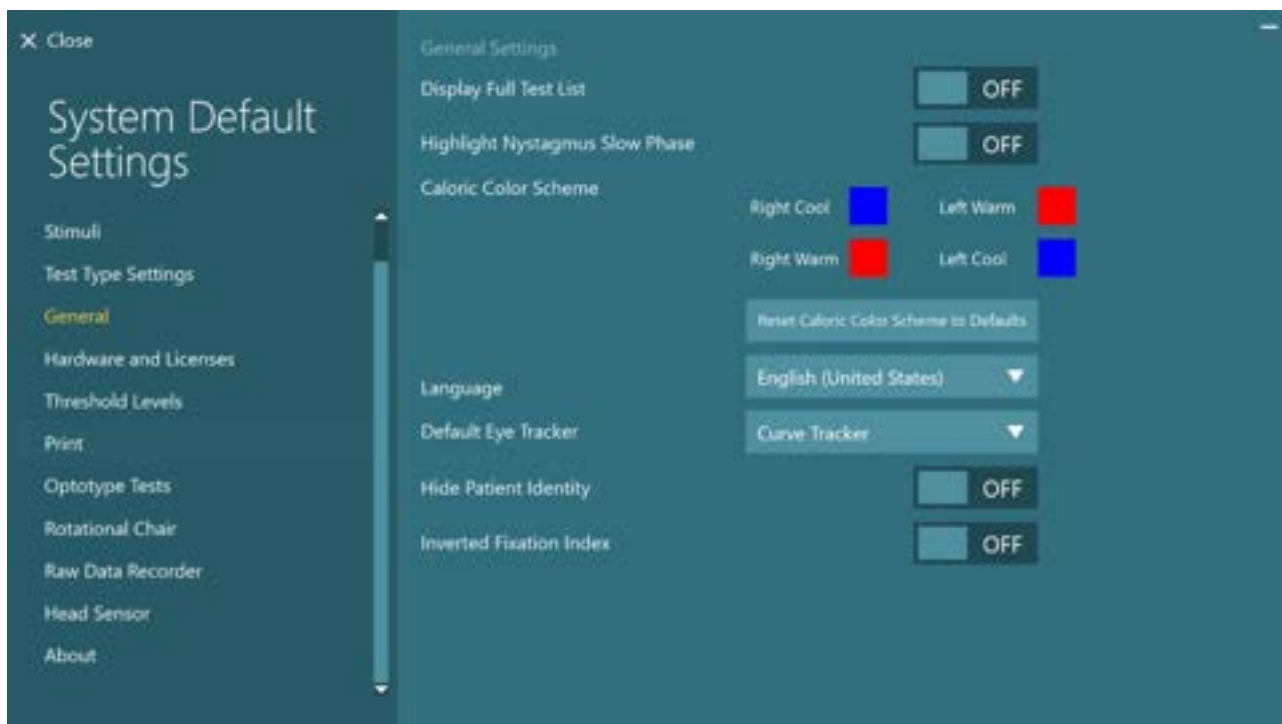 Close
System Default
Settings
Stimuli
Test Type Settings
General
Hardware and Licenses
Threshold Levels
Print
Optotype Tests
Rotational Chair
Raw Data Recorder
Head Sensor
About
General Settings
Display Full Test List OFF
Highlight Nystagmus Slow Phase OFF
Caloric Color Scheme
Right Cool Left Warm
Right Warm Left Cool
Reset Caloric Color Scheme to Defaults
Language English (United States)
Default Eye Tracker Curve Tracker
Hide Patient Identity OFF
Inverted Fixation Index OFF